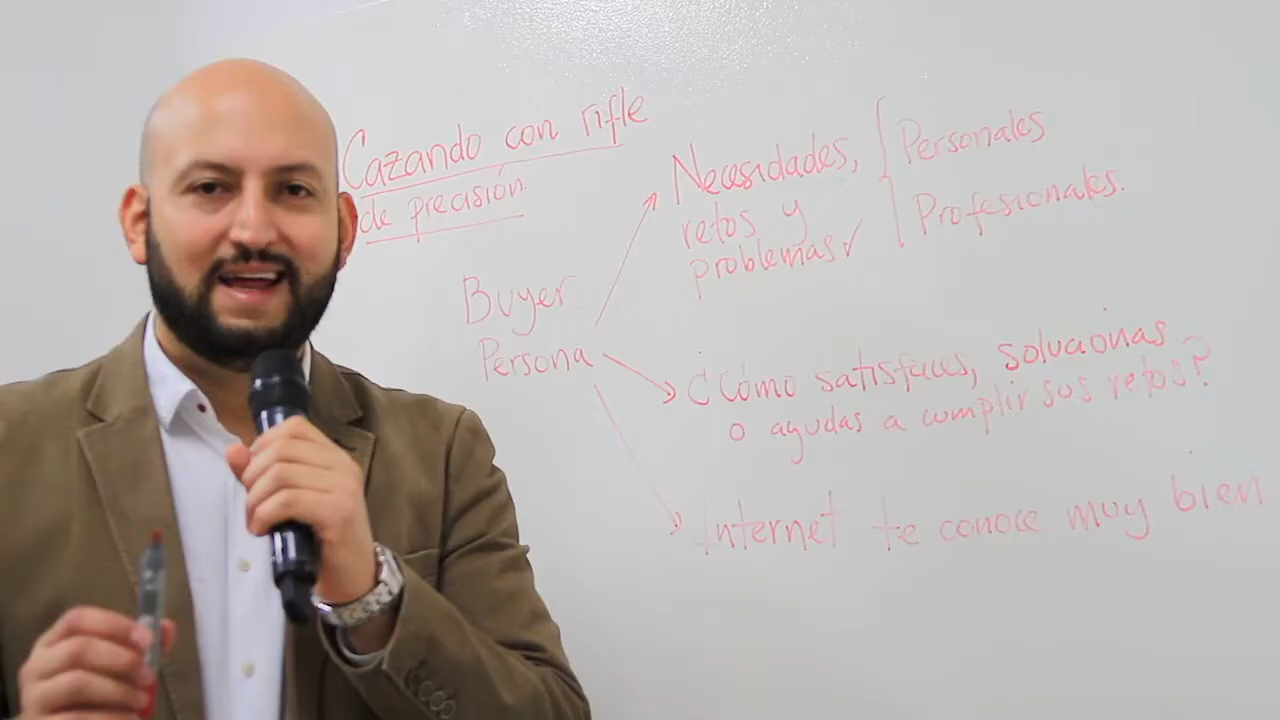 Cazando con rifle
de precisión.
Buyer
Persona
Necesidades,
retos y
problemas✓
Personales
Profesionales.
¿Cómo satisfaces, solucionas
o ayudas a cumplir sus retos?
Internet te conoce muy bien